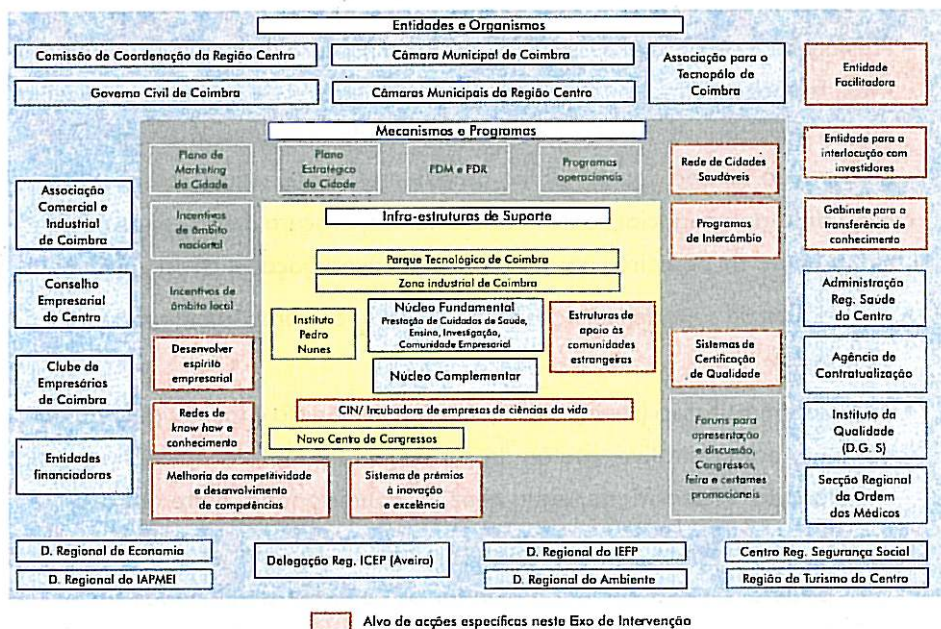 Entidades e Organismos
Comissão de Coordenação da Região Centro
Câmara Municipal de Coimbra
Associação para o
Tecnopólo de
Coimbra
Entidade
Facilitadora
Governo Civil de Coimbra
Câmaras Municipais da Região Centro
Mecanismos e Programas
Plano de
Marketing
da Cidade
Plano
Estratégico
da Cidade
PDM e PDR
Programas
operacionais
Rede de Cidades
Saudáveis
Entidade para a
interlocução com
investidores
Associação
Comercial e
Industrial
de Coimbra
Incentivos
de âmbito
nacional
Infra-estruturas de Suporte
Programas
de Intercâmbio
Gabinete para a
transferência de
conhecimento
Parque Tecnológico de Coimbra
Zona industrial de Coimbra
Conselho
Empresarial
do Centro
Incentivos de
âmbito local
Instituto
Pedro
Nunes
Núcleo Fundamental
Prestação de Cuidados de Saúde,
Ensino, Investigação,
Comunidade Empresarial
Estruturas de
apoio às
comunidades
estrangeiras
Administração
Reg. Saúde
do Centro
Clube de
Empresários
de Coimbra
Desenvolver
espírito
empresarial
Núcleo Complementar
Sistemas de
Certificação
de Qualidade
Agência de
Contratualização
Redes de
know how e
conhecimento
CIN/ Incubadora de empresas de ciências da vida
Novo Centro de Congressos
Foruns para
apresentação
e discussão,
Congressos,
feira e certames
promocionais
Instituto da
Qualidade
(D.G. S)
Entidades
financiadoras
Melhoria da competitividade
e desenvolvimento
de competências
Sistema de prémios
à inovação
e excelência
Secção Regional
da Ordem
dos Médicos
D. Regional de Economia
Delegação Reg. ICEP (Aveiro)
D. Regional do IEFP
Centro Reg. Segurança Social
D. Regional do IAPMEI
D. Regional do Ambiente
Região de Turismo do Centro
Alvo de acções específicas neste Eixo de Intervenção